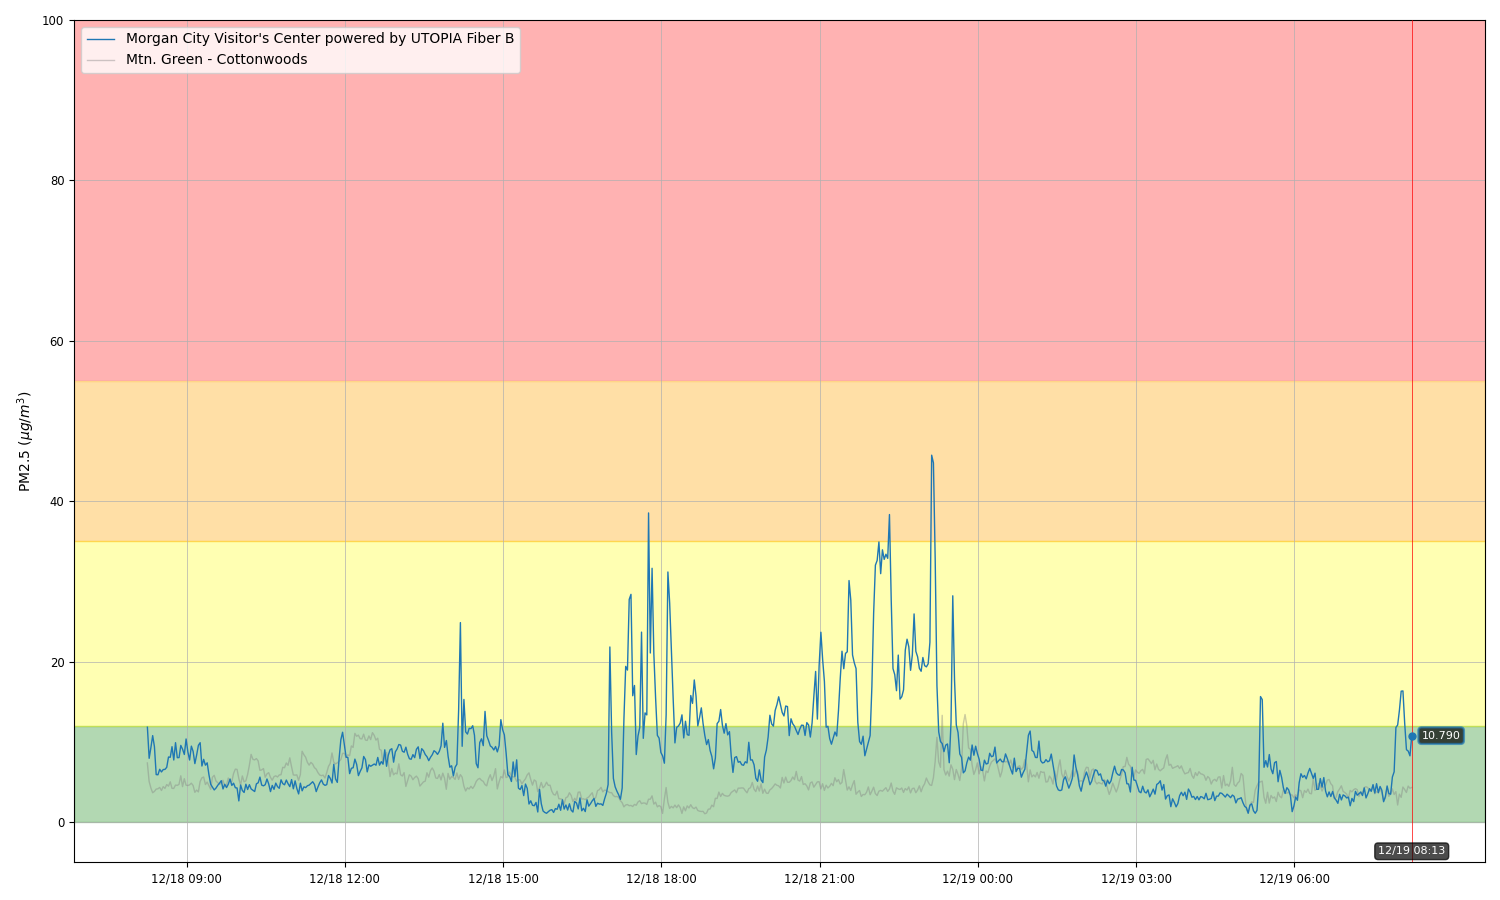 100
Morgan City Visitor's Center powered by UTOPIA Fiber B
Mtn. Green - Cottonwoods
80
60
40
20
0
PM2.5 (μg/m³)
10.790
12/19 08:13
12/18 09:00 12/18 12:00 12/18 15:00 12/18 18:00 12/18 21:00 12/19 00:00 12/19 03:00 12/19 06:00